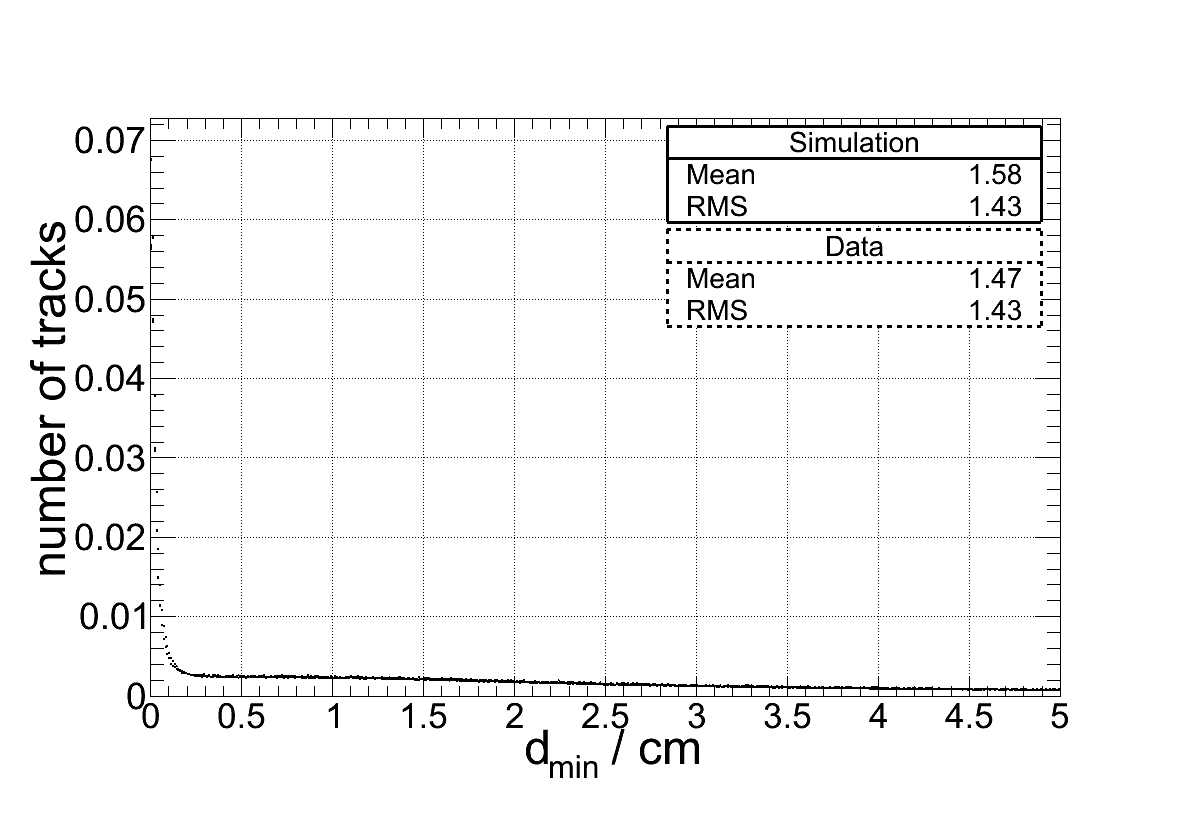 number of tracks
0.07
0.06
0.05
0.04
0.03
0.02
0.01
0
Simulation
Mean 1.58
RMS 1.43
Data
Mean 1.47
RMS 1.43
0 0.5 1 1.5 2 2.5 3 3.5 4 4.5 5
d_min / cm